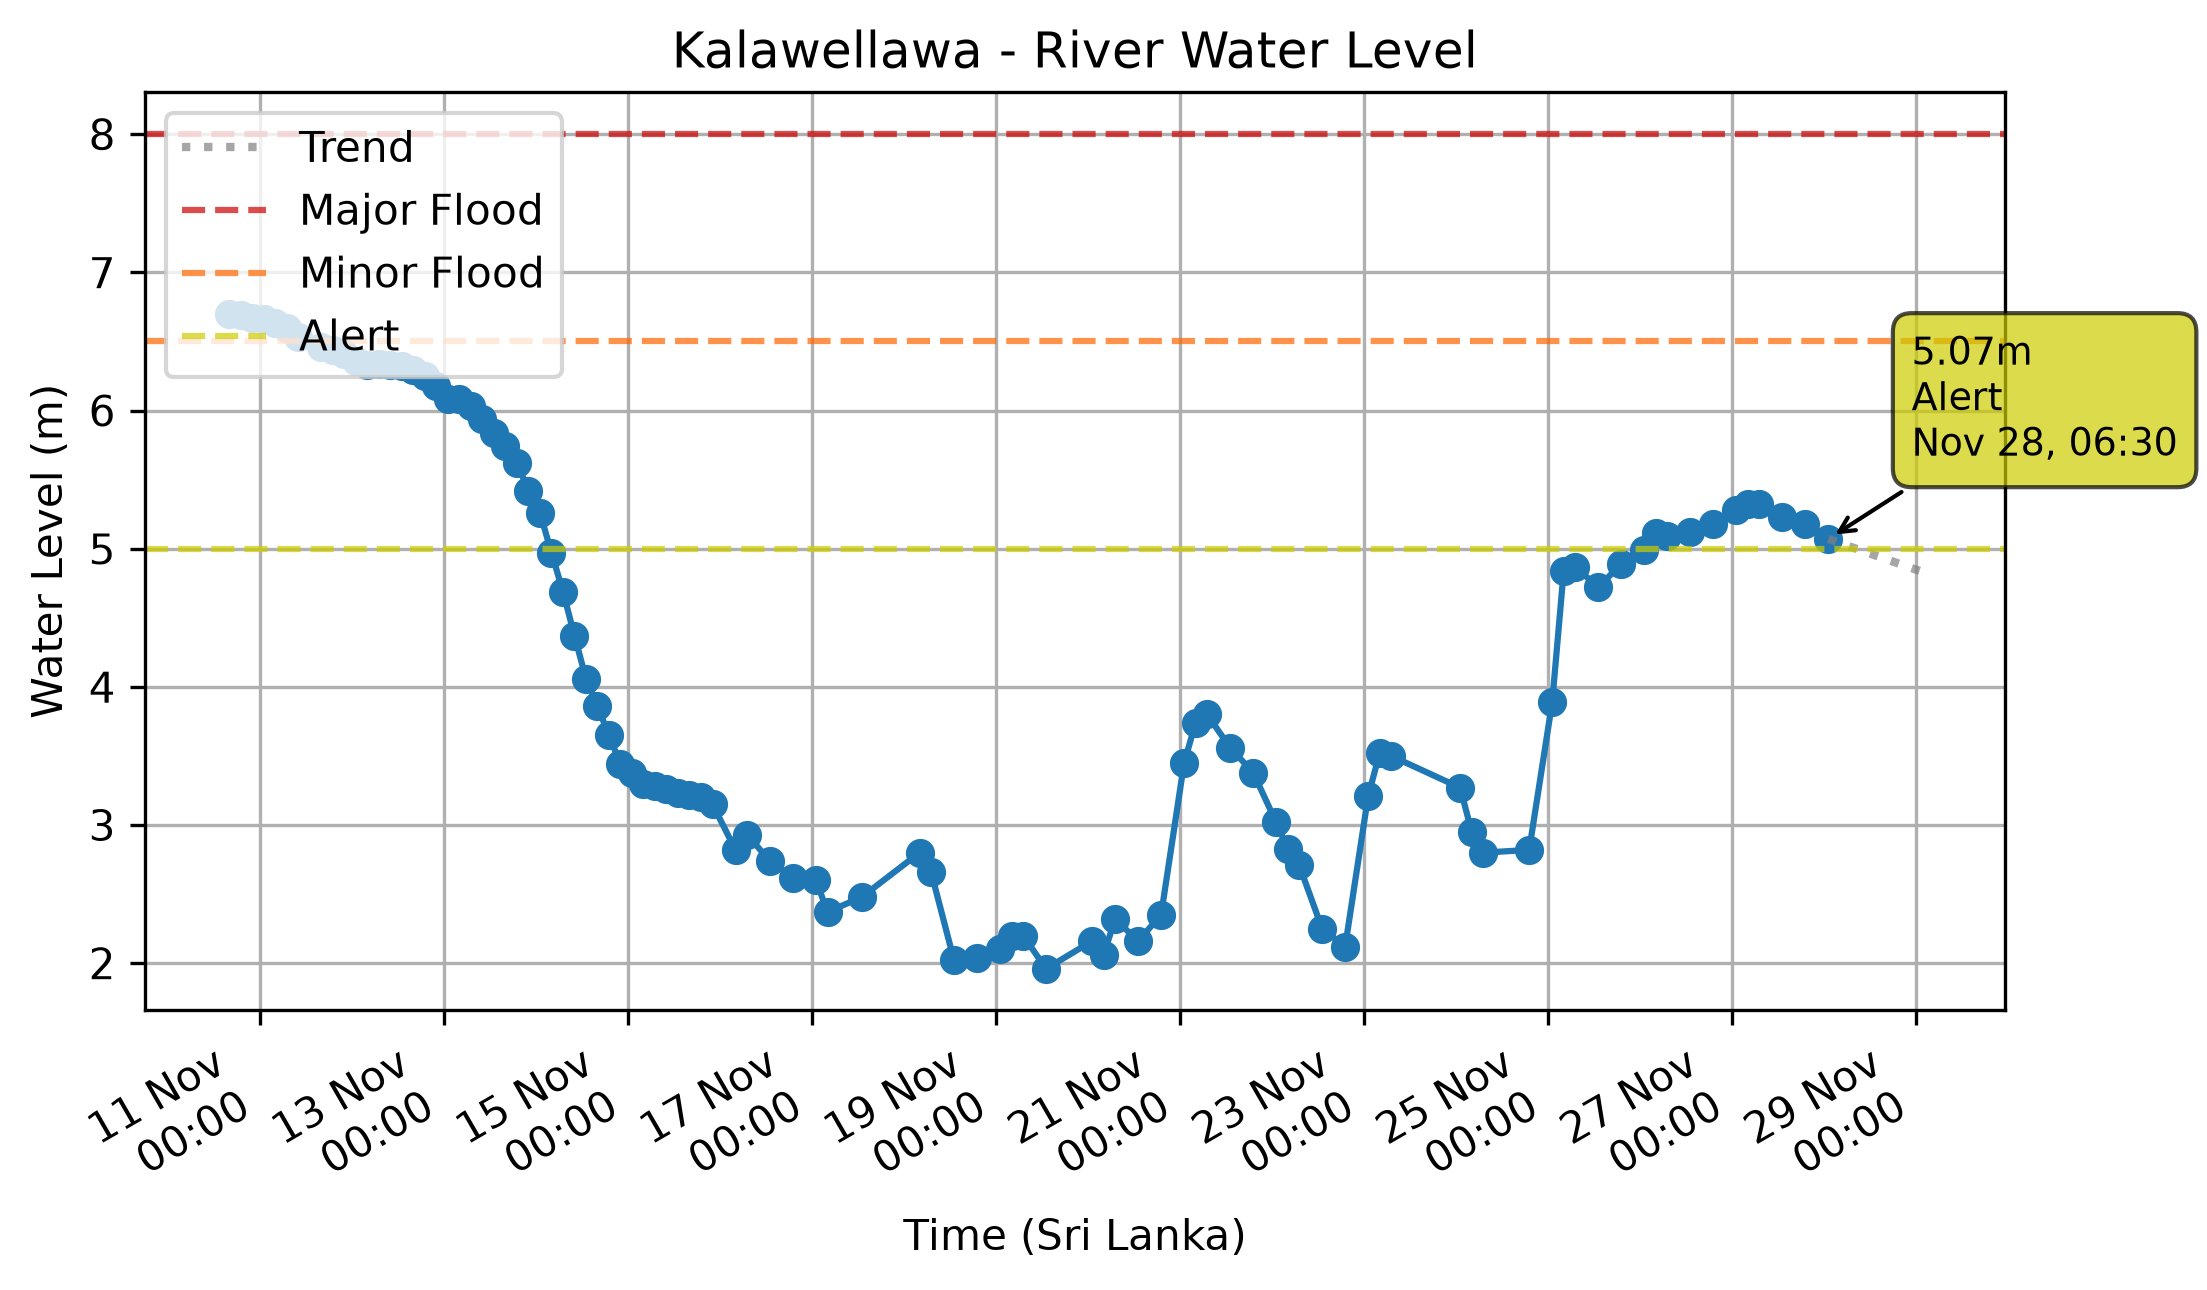 Kalawellawa - River Water Level
Trend
Major Flood
Minor Flood
Alert
5.07m
Alert
Nov 28, 06:30
Water Level (m)
8
7
6
5
4
3
2
11 Nov
00:00
13 Nov
00:00
15 Nov
00:00
17 Nov
00:00
19 Nov
00:00
21 Nov
00:00
23 Nov
00:00
25 Nov
00:00
27 Nov
00:00
29 Nov
00:00
Time (Sri Lanka)